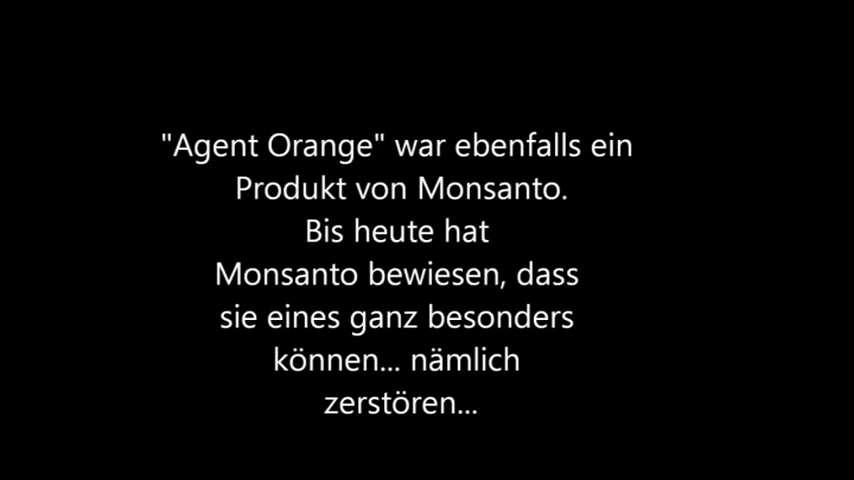 "Agent Orange" war ebenfalls ein
Produkt von Monsanto.
Bis heute hat
Monsanto bewiesen, dass
sie eines ganz besonders
können... nämlich
zerstören...